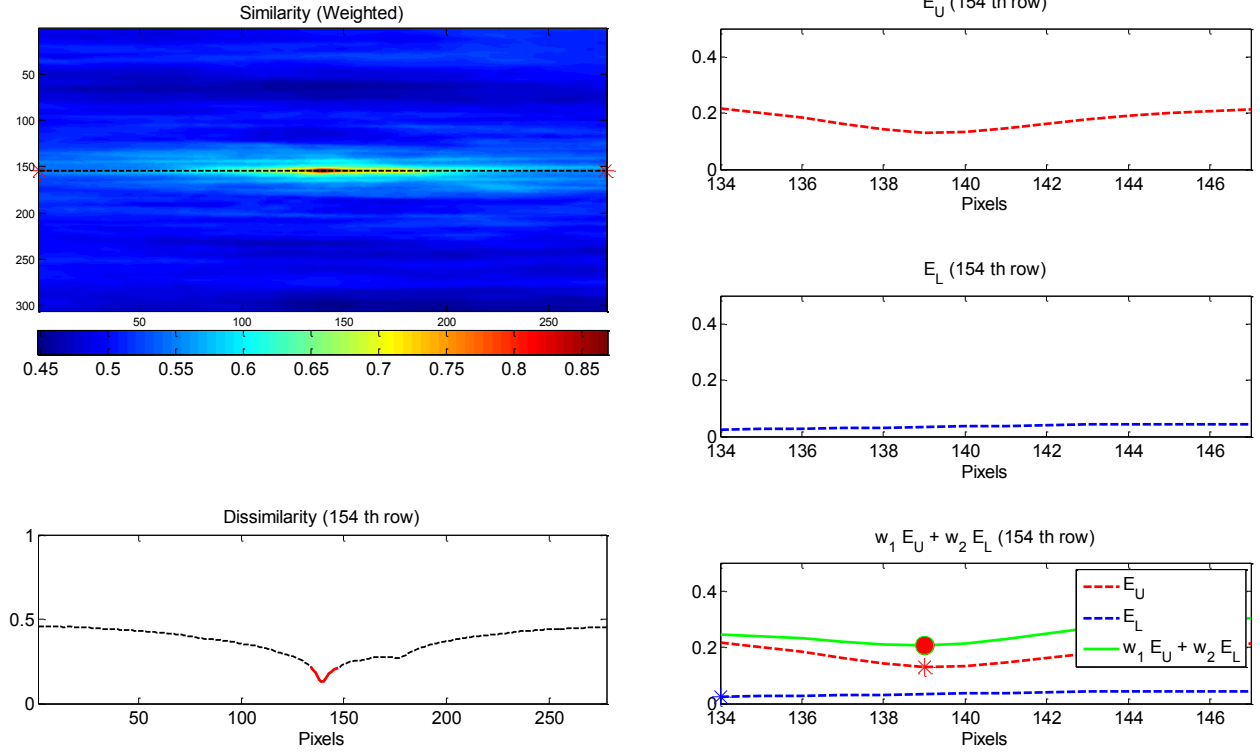 Similarity (Weighted)
50
100
150
200
250
300
50 100 150 200 250
0.45 0.5 0.55 0.6 0.65 0.7 0.75 0.8 0.85
Dissimilarity (154 th row)
1
0.5
0
50 100 150 200 250
Pixels
E_U (154 th row)
0.4
0.2
0
134 136 138 140 142 144 146
Pixels
E_L (154 th row)
0.4
0.2
0
134 136 138 140 142 144 146
Pixels
w_1 E_U + w_2 E_L (154 th row)
0.4
0.2
0
134 136 138 140 142 144 146
Pixels
E_U
E_L
w_1 E_U + w_2 E_L